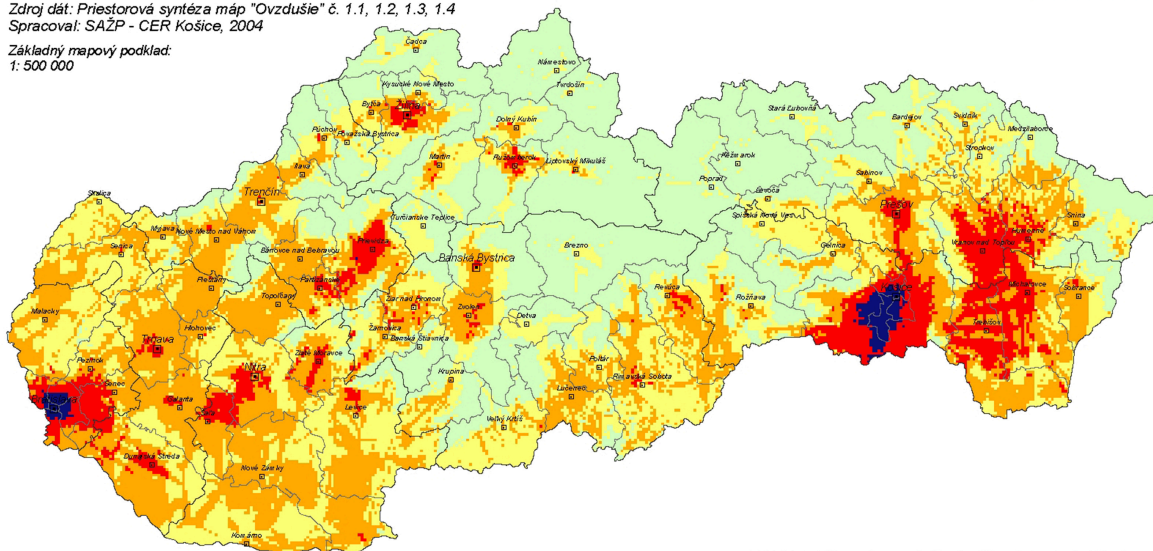 Zdroj dát: Priestorová syntéza máp "Ovzdušie" č. 1.1, 1.2, 1.3, 1.4
Spracoval: SAŽP - CER Košice, 2004
Základný mapový podklad:
1: 500 000
Čadca
Námestovo
Tvrdošín
Kysucké Nové Mesto
Bytča
Stará Ľubovňa
Bardejov
Svidník
Medzilaborce
Stropkov
Dolný Kubín
Púchov
Považská Bystrica
Martin
Ružomberok
Liptovský Mikuláš
Kežmarok
Poprad
Levoča
Sabinov
Ilava
Trenčín
Skalica
Prešov
Snina
Spišská Nová Ves
Turčianske Teplice
Myjava
Nové Mesto nad Váhom
Senica
Bánovce nad Bebravou
Prievidza
Brezno
Banská Bystrica
Gelnica
Vranov nad Topľou
Piešťany
Partizánske
Topoľčany
Žiar nad Hronom
Zvolen
Revúca
Rožňava
Košice
Michalovce
Sobrance
Malacky
Hlohovec
Detva
Žarnovica
Banská Štiavnica
Trebišov
Trnava
Zlaté Moravce
Pezinok
Nitra
Poltár
Krupina
Rimavská Sobota
Senec
Lučenec
Galanta
Šaľa
Levice
Veľký Krtíš
Dunajská Streda
Nové Zámky
Komárno